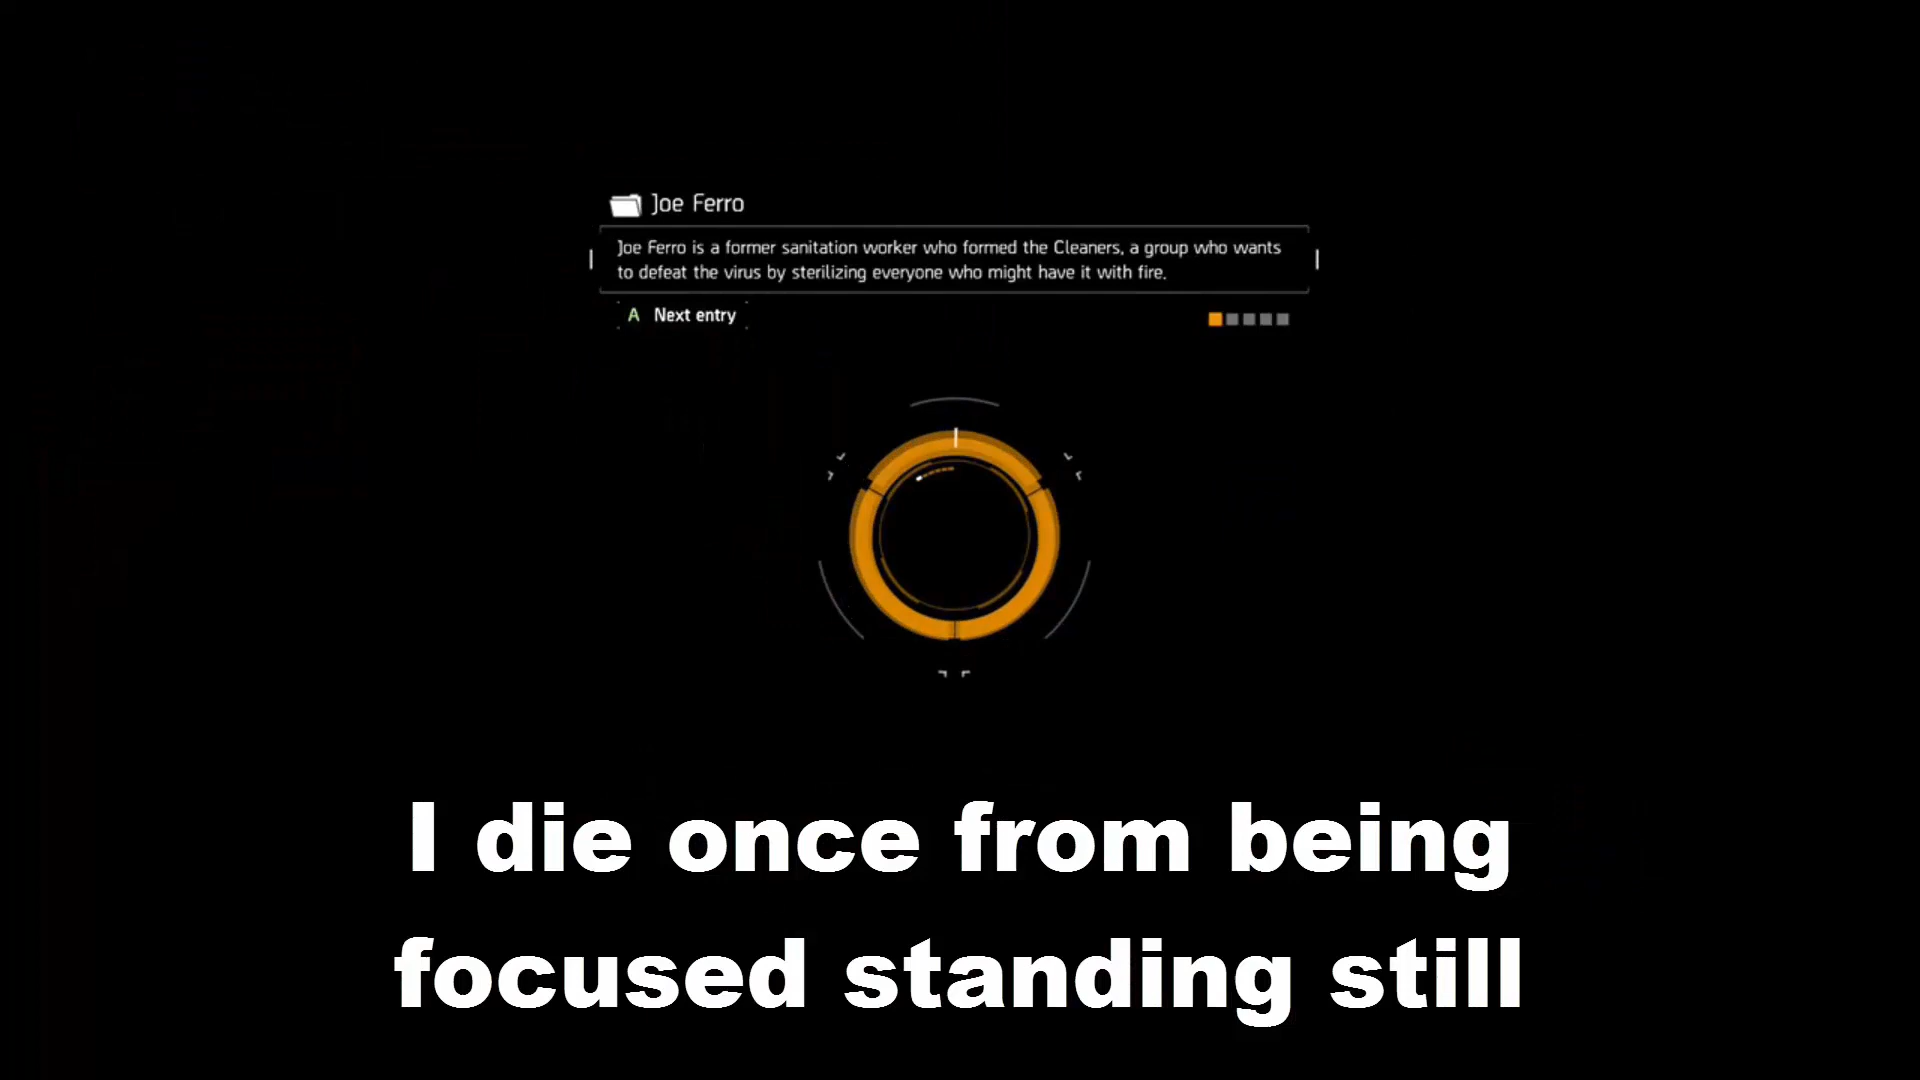 Joe Ferro
Joe Ferro is a former sanitation worker who formed the Cleaners, a group who wants
to defeat the virus by sterilizing everyone who might have it with fire.
A Next entry
I die once from being
focused standing still